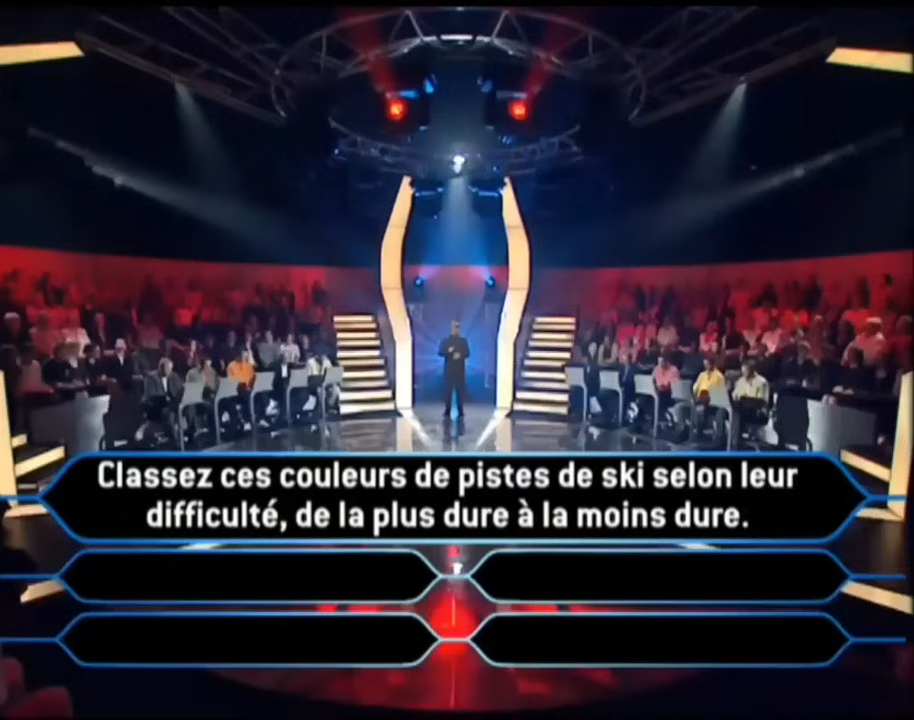 Classez ces couleurs de pistes de ski selon leur
difficulté, de la plus dure à la moins dure.